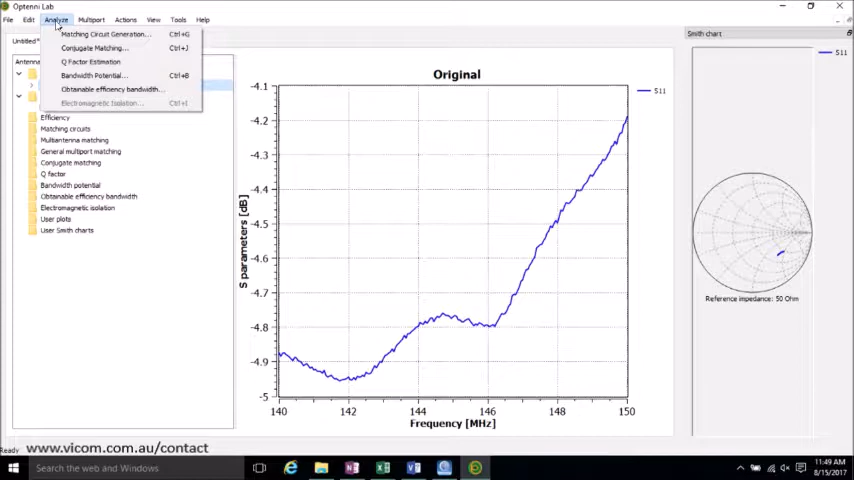 Optenni Lab
File Edit Analyze Multiport Actions View Tools Help
Matching Circuit Generation... Ctrl+G
Conjugate Matching... Ctrl+J
Q Factor Estimation
Bandwidth Potential... Ctrl+B
Obtainable efficiency bandwidth...
Electromagnetic Isolation... Ctrl+I
Efficiency
Matching circuits
Multiantenna matching
General multiport matching
Conjugate matching
Q factor
Bandwidth potential
Obtainable efficiency bandwidth
Electromagnetic isolation
User plots
User Smith charts
Original
S parameters [dB]
-4.1
-4.2
-4.3
-4.4
-4.5
-4.6
-4.7
-4.8
-4.9
-5
140 142 144 146 148 150
Frequency [MHz]
S11
Smith chart
S11
Reference impedance: 50 Ohm
Ready
www.vicom.com.au/contact
Search the web and Windows
11:49 AM
8/15/2017